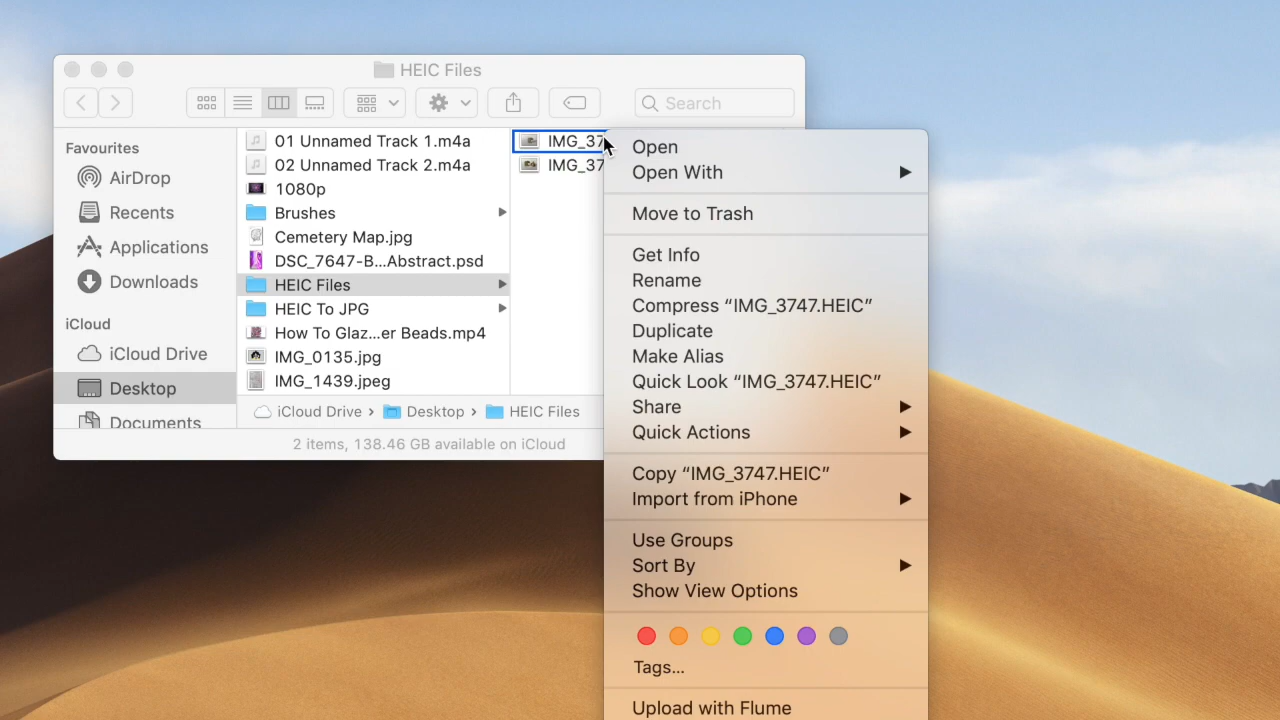 HEIC Files
Search
Favourites
AirDrop
Recents
Applications
Downloads
iCloud
iCloud Drive
Desktop
Documents
01 Unnamed Track 1.m4a
02 Unnamed Track 2.m4a
1080p
Brushes
Cemetery Map.jpg
DSC_7647-B...Abstract.psd
HEIC Files
HEIC To JPG
How To Glaz...er Beads.mp4
IMG_0135.jpg
IMG_1439.jpeg
IMG_37
IMG_37
iCloud Drive › Desktop › HEIC Files
2 items, 138.46 GB available on iCloud
Open
Open With
Move to Trash
Get Info
Rename
Compress “IMG_3747.HEIC”
Duplicate
Make Alias
Quick Look “IMG_3747.HEIC”
Share
Quick Actions
Copy “IMG_3747.HEIC”
Import from iPhone
Use Groups
Sort By
Show View Options
Tags...
Upload with Flume